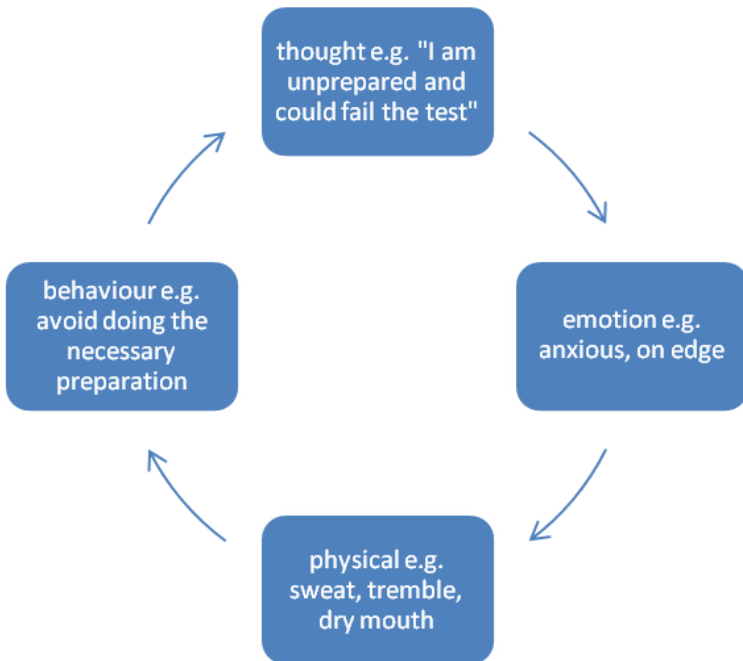 thought e.g. "I am
unprepared and
could fail the test"
emotion e.g.
anxious, on edge
physical e.g.
sweat, tremble,
dry mouth
behaviour e.g.
avoid doing the
necessary
preparation